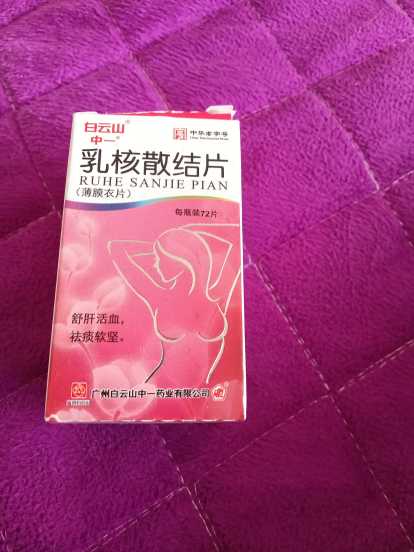 白云山®
中一®
中华老字号
乳核散结片
RUHE SANJIE PIAN
(薄膜衣片)
每瓶装72片
舒肝活血,
祛痰软坚。
广州白云山中一药业有限公司